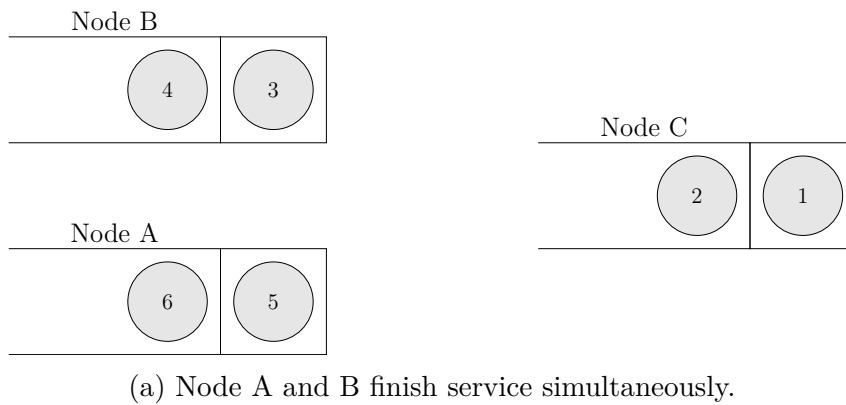 Node B
4 3
Node C
2 1
Node A
6 5
(a) Node A and B finish service simultaneously.